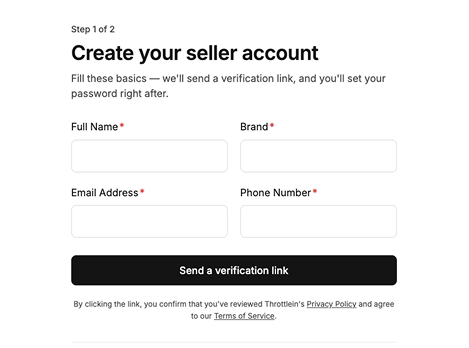 Step 1 of 2
Create your seller account
Fill these basics — we'll send a verification link, and you'll set your
password right after.
Full Name* Brand*
Email Address* Phone Number*
Send a verification link
By clicking the link, you confirm that you've reviewed Throttlein's Privacy Policy and agree
to our Terms of Service.